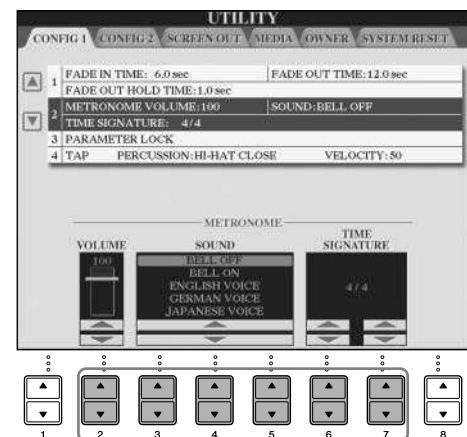 UTILITY
CONFIG 1 CONFIG 2 SCREEN OUT MEDIA OWNER SYSTEM RESET
1 FADE IN TIME: 6.0 sec FADE OUT TIME:12.0 sec
FADE OUT HOLD TIME:1.0 sec
2 METRONOME VOLUME:100 SOUND:BELL OFF
TIME SIGNATURE: 4/4
3 PARAMETER LOCK
4 TAP PERCUSSION:HI-HAT CLOSE VELOCITY:50
METRONOME
VOLUME SOUND TIME SIGNATURE
100 BELL OFF
BELL ON
ENGLISH VOICE 4/4
GERMAN VOICE
JAPANESE VOICE
1 2 3 4 5 6 7 8